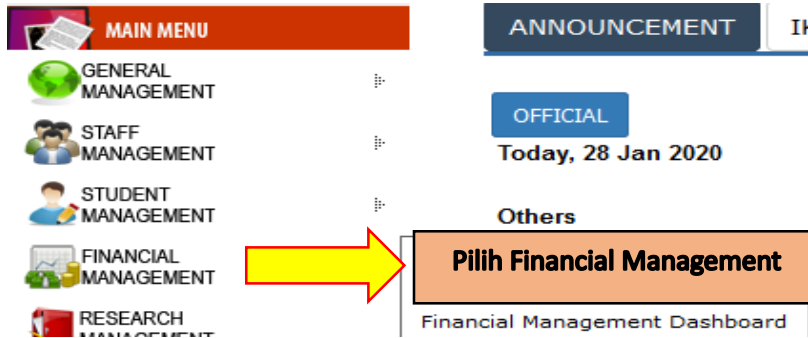 MAIN MENU
GENERAL
MANAGEMENT
STAFF
MANAGEMENT
STUDENT
MANAGEMENT
FINANCIAL
MANAGEMENT
RESEARCH
MANAGEMENT
ANNOUNCEMENT
OFFICIAL
Today, 28 Jan 2020
Others
Pilih Financial Management
Financial Management Dashboard